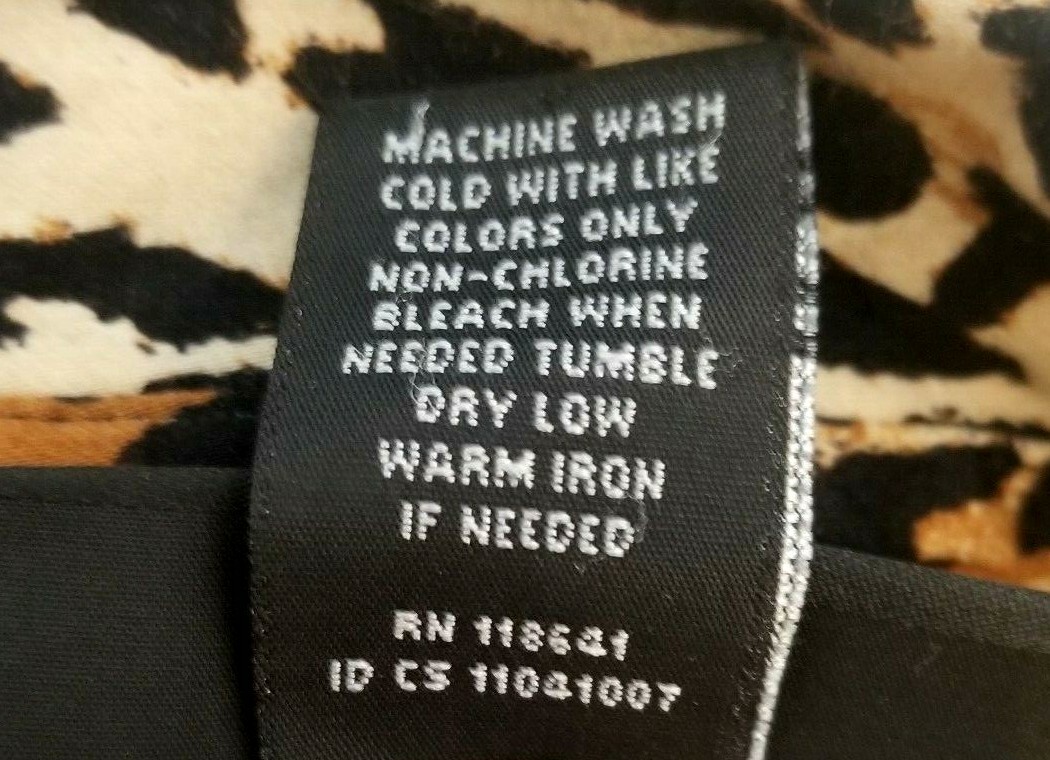 MACHINE WASH
COLD WITH LIKE
COLORS ONLY
NON-CHLORINE
BLEACH WHEN
NEEDED TUMBLE
DRY LOW
WARM IRON
IF NEEDED
RN 118641
ID CS 11041007